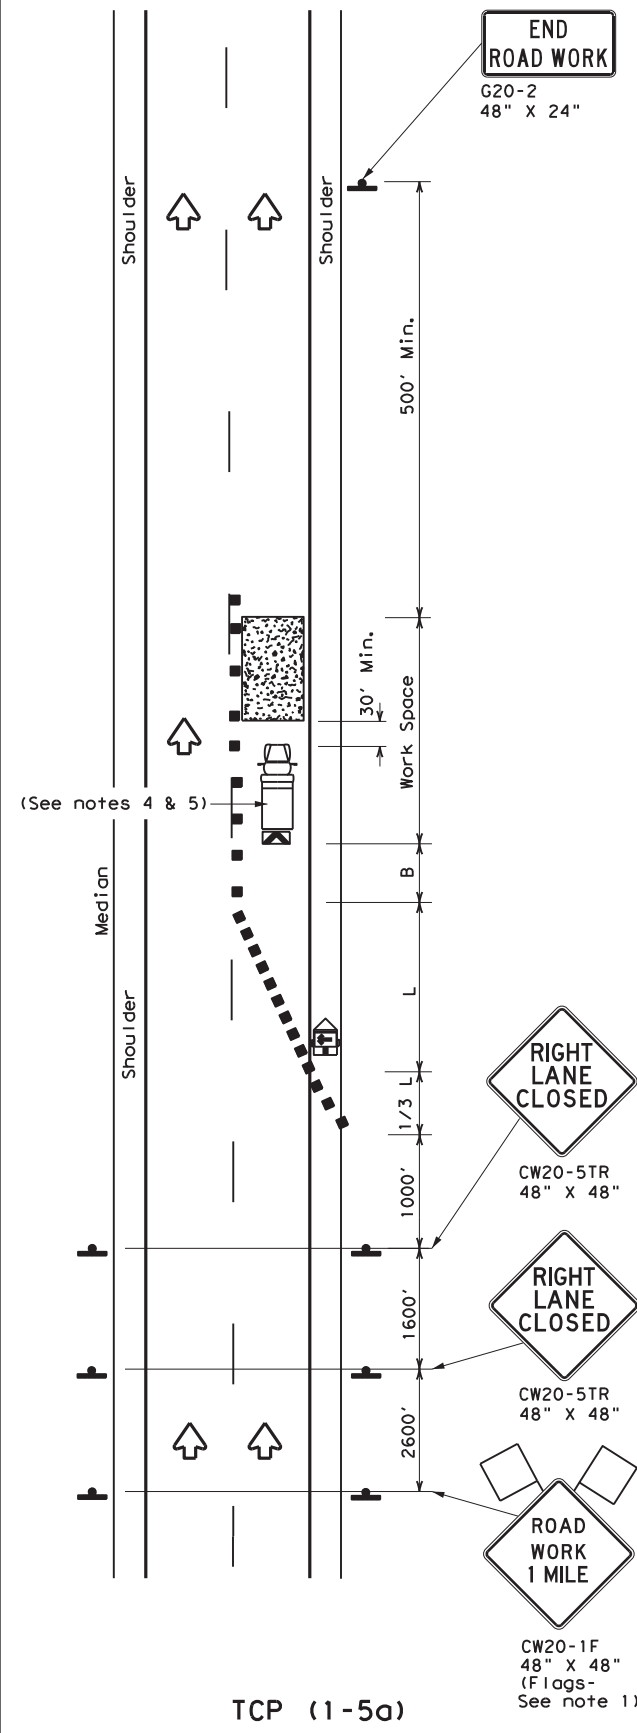 END
ROAD WORK
G20-2
48" X 24"
Shoulder
Shoulder
500' Min.
30' Min.
Work Space
(See notes 4 & 5)
B
Median
L
Shoulder
RIGHT
LANE
CLOSED
1/3 L
CW20-5TR
48" X 48"
1000'
RIGHT
LANE
CLOSED
1600'
CW20-5TR
48" X 48"
2600'
ROAD
WORK
1 MILE
CW20-1F
48" X 48"
(Flags-
See note 1)
TCP (1-5a)